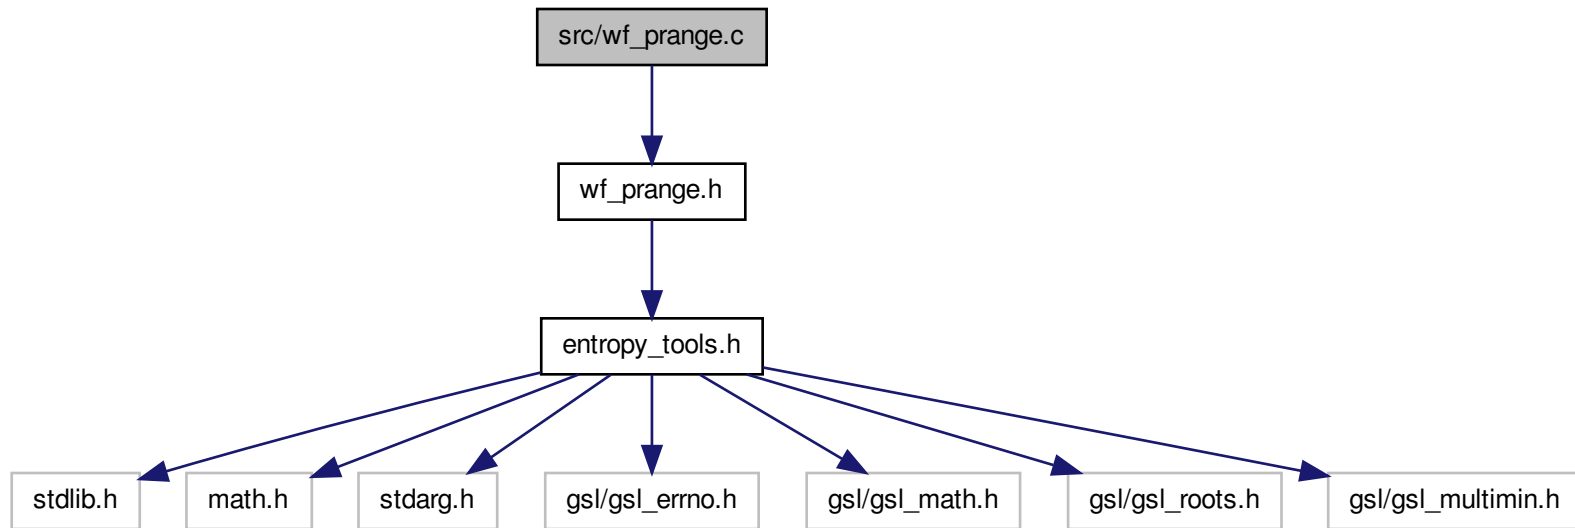 src/wf_prange.c
wf_prange.h
entropy_tools.h
stdlib.h
math.h
stdarg.h
gsl/gsl_errno.h
gsl/gsl_math.h
gsl/gsl_roots.h
gsl/gsl_multimin.h